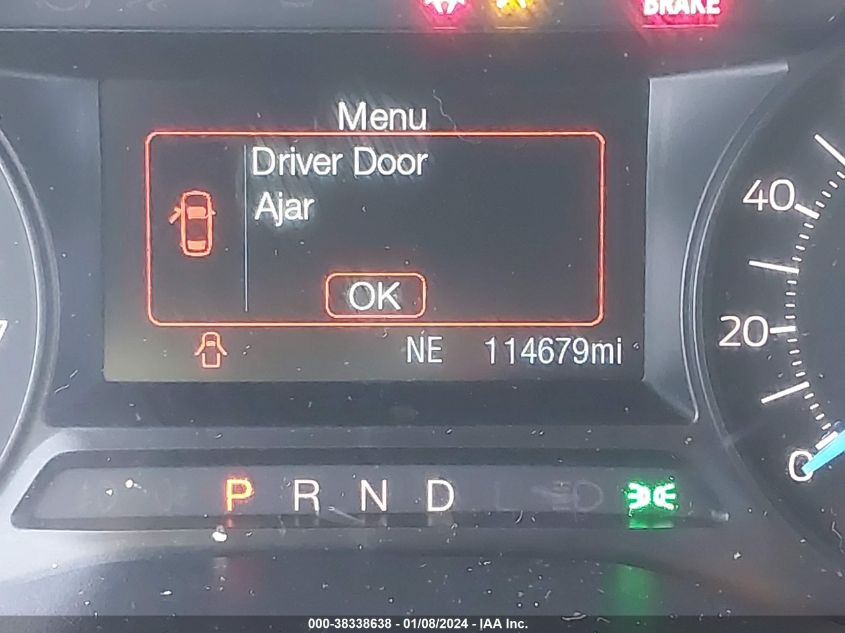 BRAKE
Menu
Driver Door
Ajar
OK
NE 114679mi
40
20
0
P R N D L
000-38338638 - 01/08/2024 - IAA Inc.